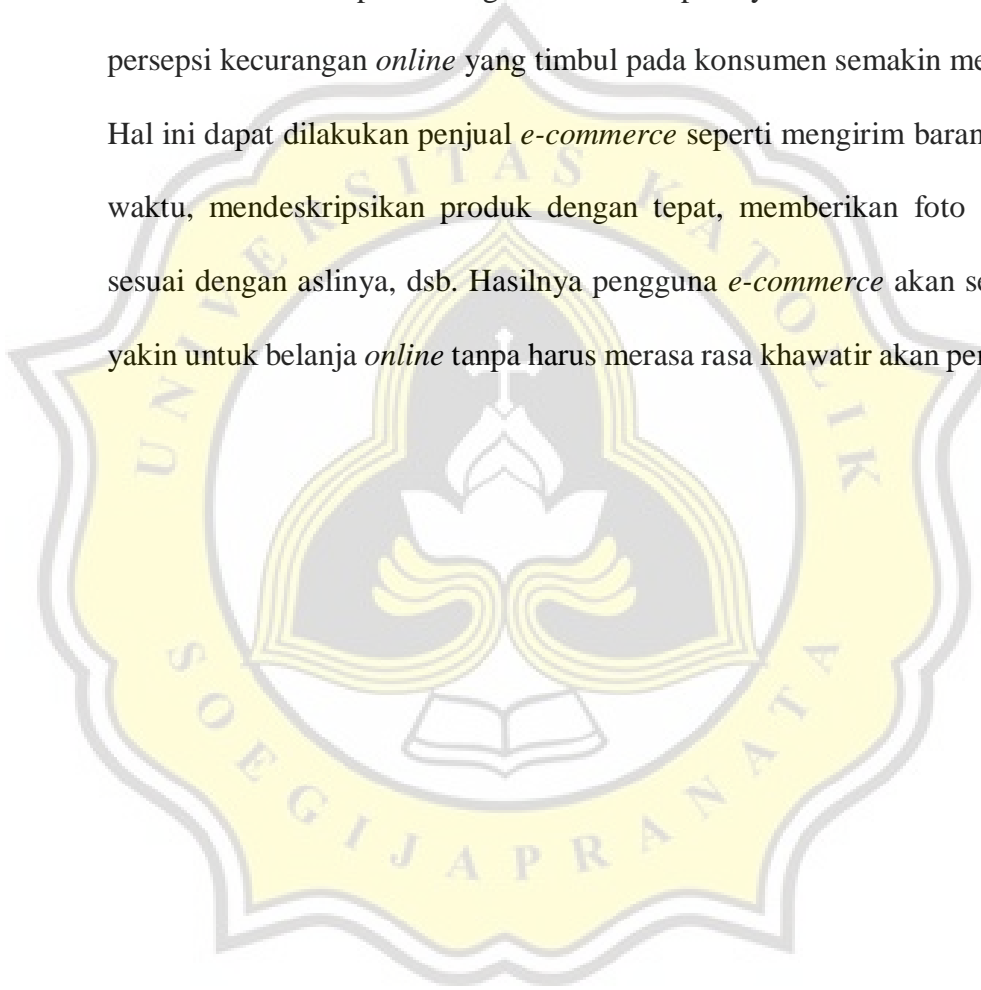 persepsi kecurangan online yang timbul pada konsumen semakin me
Hal ini dapat dilakukan penjual e-commerce seperti mengirim baran
waktu, mendeskripsikan produk dengan tepat, memberikan foto
sesuai dengan aslinya, dsb. Hasilnya pengguna e-commerce akan se
yakin untuk belanja online tanpa harus merasa rasa khawatir akan pe
UNIVERSITAS KATOLIK
SOEGIJAPRANATA